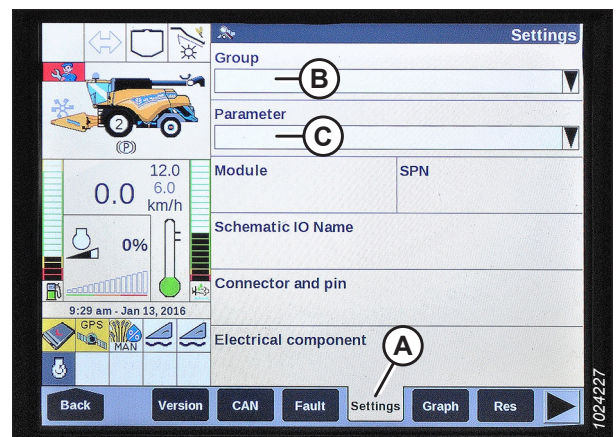 Settings
Group
B
Parameter
C
2
(P)
12.0
6.0
0.0
km/h
0%
Module
SPN
Schematic IO Name
Connector and pin
9:29 am - Jan 13, 2016
GPS
MAN
%
Electrical component
A
Back
Version
CAN
Fault
Settings
Graph
Res
1024227